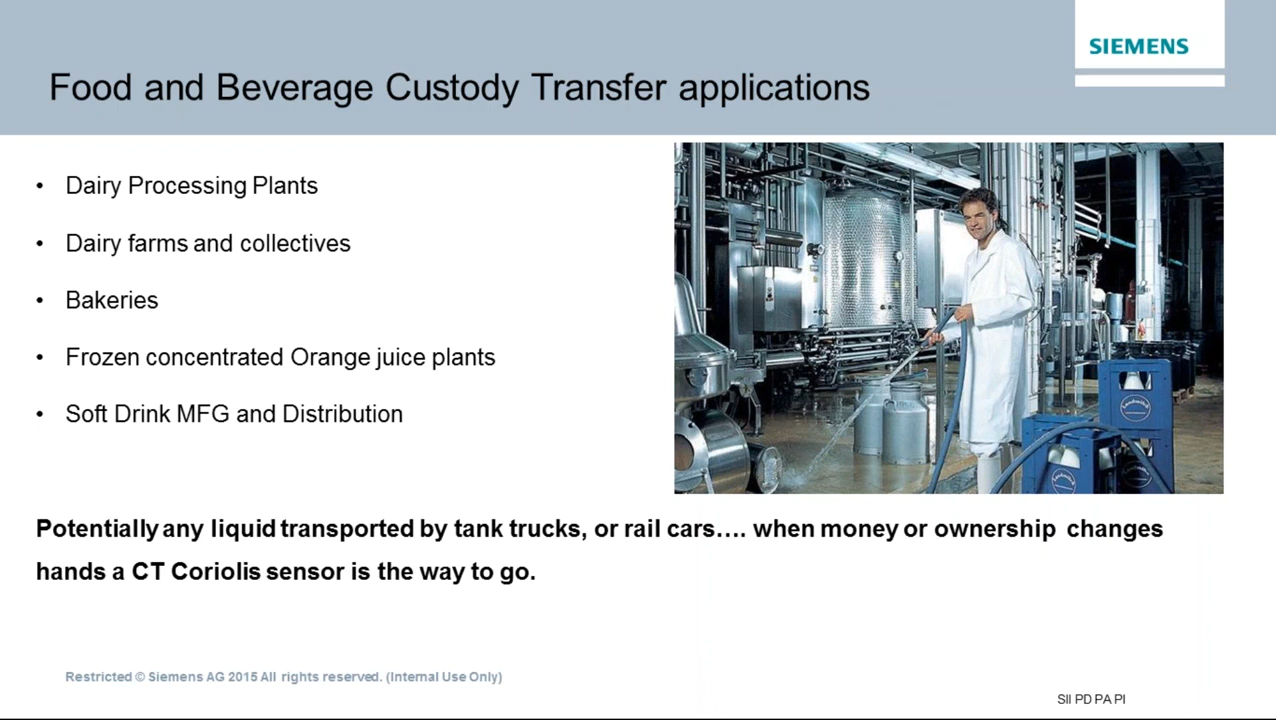 SIEMENS
Food and Beverage Custody Transfer applications
• Dairy Processing Plants
• Dairy farms and collectives
• Bakeries
• Frozen concentrated Orange juice plants
• Soft Drink MFG and Distribution
Potentially any liquid transported by tank trucks, or rail cars…. when money or ownership changes
hands a CT Coriolis sensor is the way to go.
Restricted © Siemens AG 2015 All rights reserved. (Internal Use Only)
SII PD PA PI